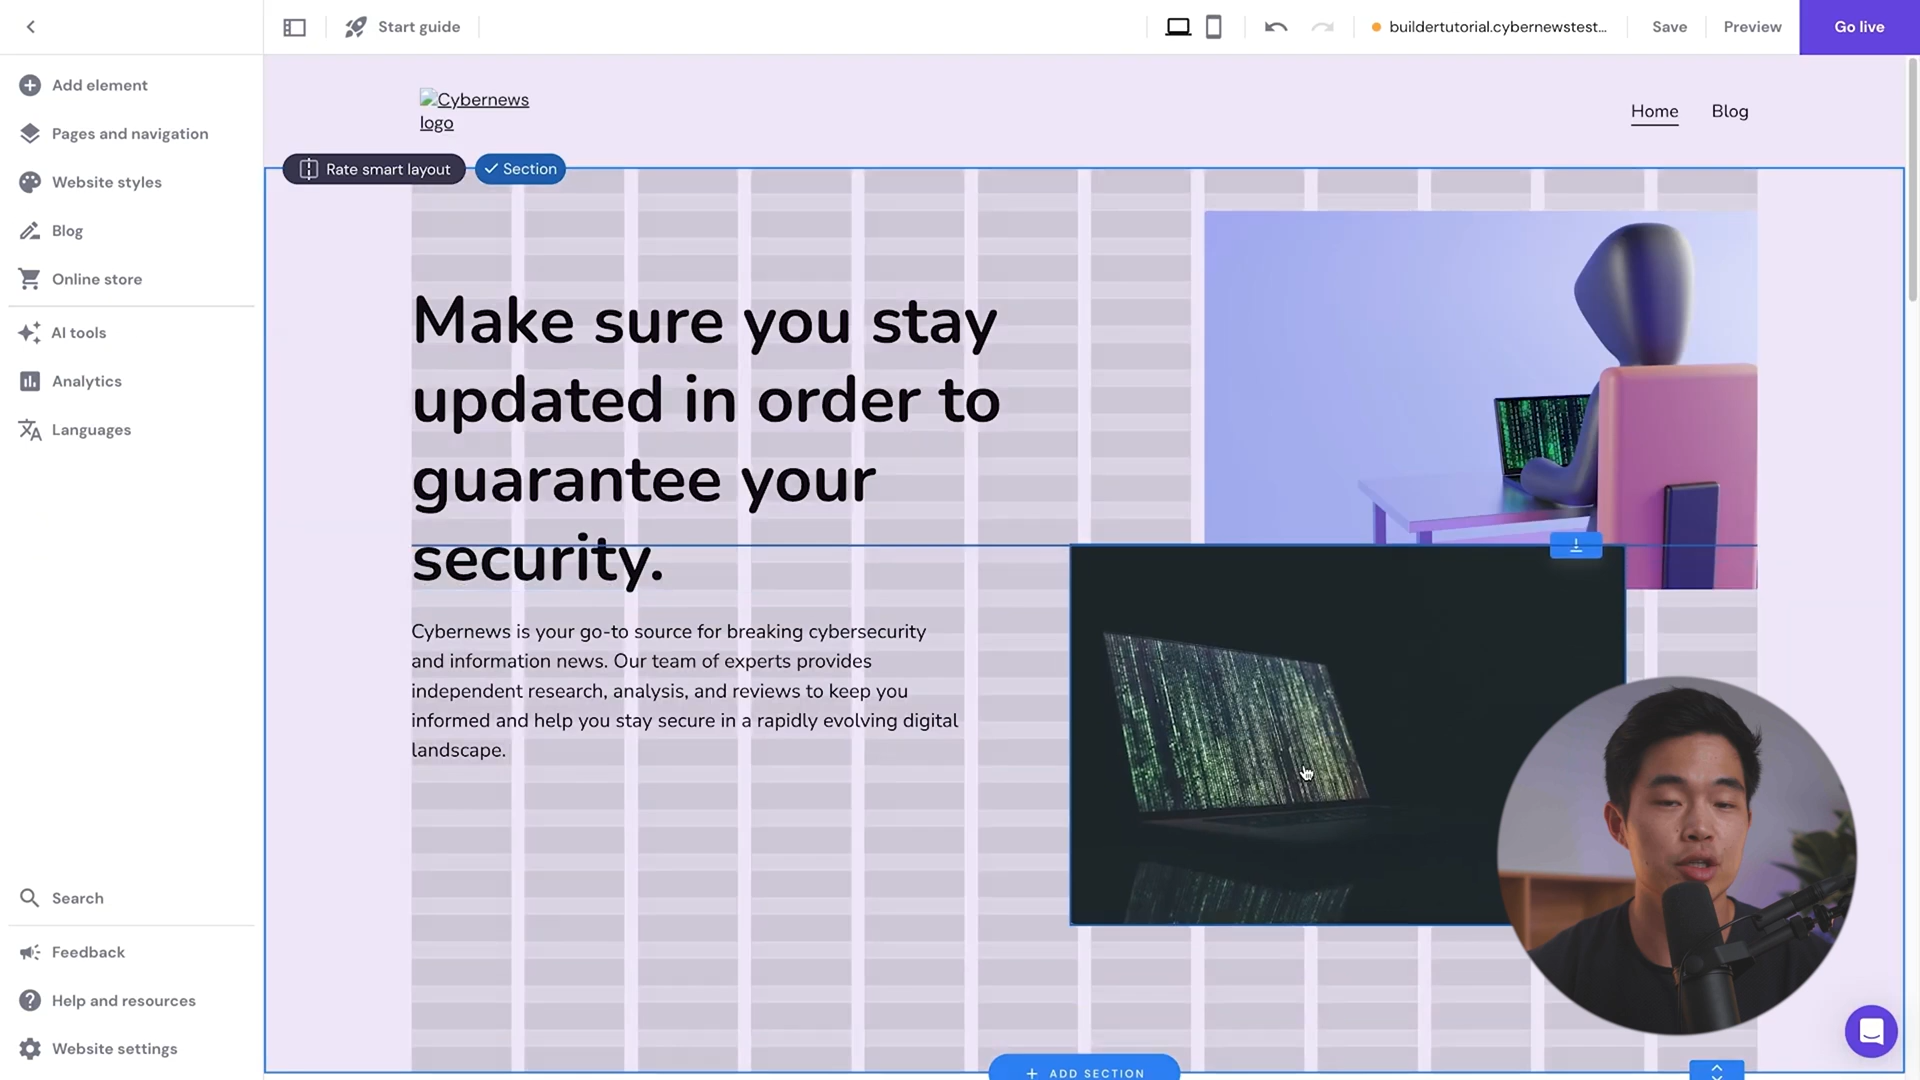 Start guide
buildertutorial.cybernewstest...
Save
Preview
Go live
Add element
Pages and navigation
Website styles
Blog
Online store
AI tools
Analytics
Languages
Search
Feedback
Help and resources
Website settings
Cybernews
logo
Home
Blog
Rate smart layout
Section
Make sure you stay
updated in order to
guarantee your
security.
Cybernews is your go-to source for breaking cybersecurity
and information news. Our team of experts provides
independent research, analysis, and reviews to keep you
informed and help you stay secure in a rapidly evolving digital
landscape.
ADD SECTION